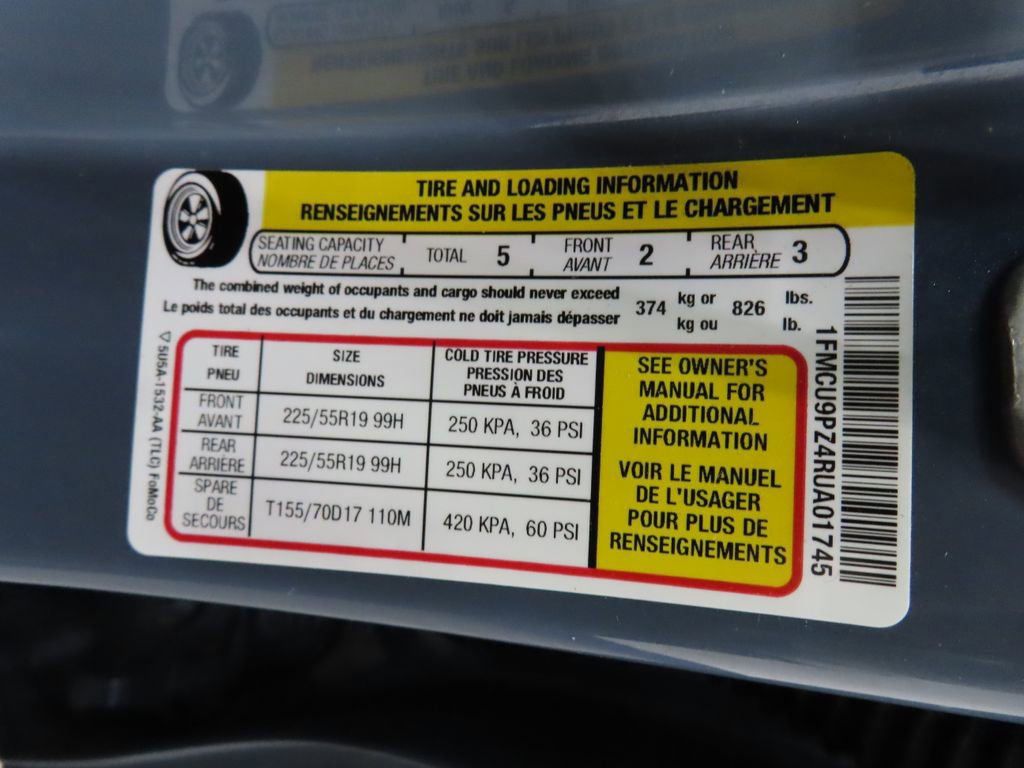 TIRE AND LOADING INFORMATION
RENSEIGNEMENTS SUR LES PNEUS ET LE CHARGEMENT
SEATING CAPACITY
NOMBRE DE PLACES
TOTAL 5
FRONT
AVANT
2
REAR
ARRIÈRE
3
The combined weight of occupants and cargo should never exceed 374 kg or 826 lbs.
Le poids total des occupants et du chargement ne doit jamais dépasser kg ou lb.
TIRE
PNEU
SIZE
DIMENSIONS
COLD TIRE PRESSURE
PRESSION DES
PNEUS À FROID
FRONT
AVANT
225/55R19 99H
250 KPA, 36 PSI
REAR
ARRIÈRE
225/55R19 99H
250 KPA, 36 PSI
SPARE
DE
SECOURS
T155/70D17 110M
420 KPA, 60 PSI
SEE OWNER'S
MANUAL FOR
ADDITIONAL
INFORMATION
VOIR LE MANUEL
DE L'USAGER
POUR PLUS DE
RENSEIGNEMENTS
5U5A-1532-AA (TLC) FoMoCo
1FMCU9PZ4RUA01745